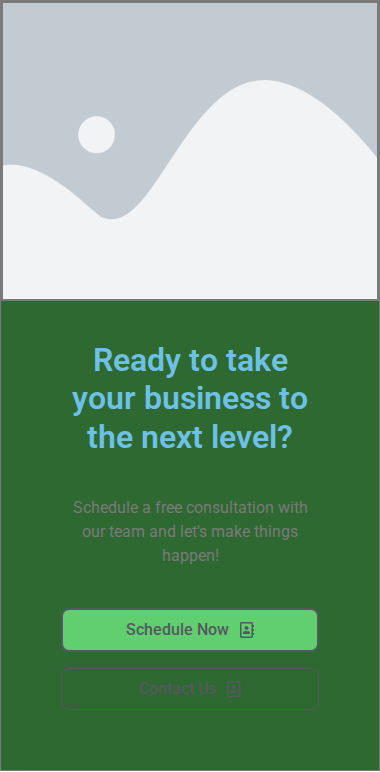 Ready to take
your business to
the next level?
Schedule a free consultation with
our team and let's make things
happen!
Schedule Now
Contact Us